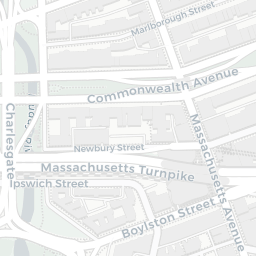 Marlborough Street
Commonwealth Avenue
Charlesgate
Newbury Street
Massachusetts Turnpike
Massachusetts Avenue
Ipswich Street
Boylston Street